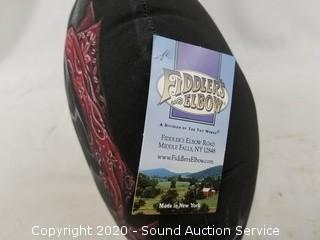 FIDDLER'S
ELBOW
A DIVISION OF THE TOY WORKS
FIDDLER'S ELBOW ROAD
MIDDLE FALLS, NY 12848
www.FiddlersElbow.com
Made in New York
Copyright 2020 - Sound Auction Service